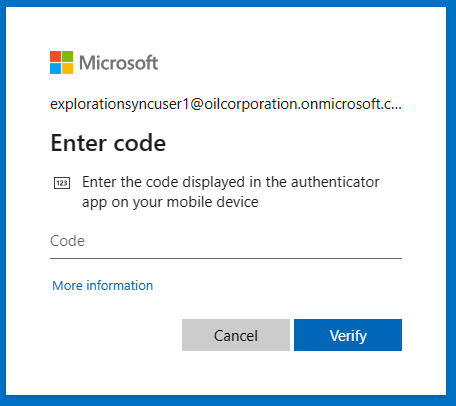 Microsoft
explorationsyncuser1@oilcorporation.onmicrosoft.c...
Enter code
123
Enter the code displayed in the authenticator
app on your mobile device
Code
More information
Cancel
Verify